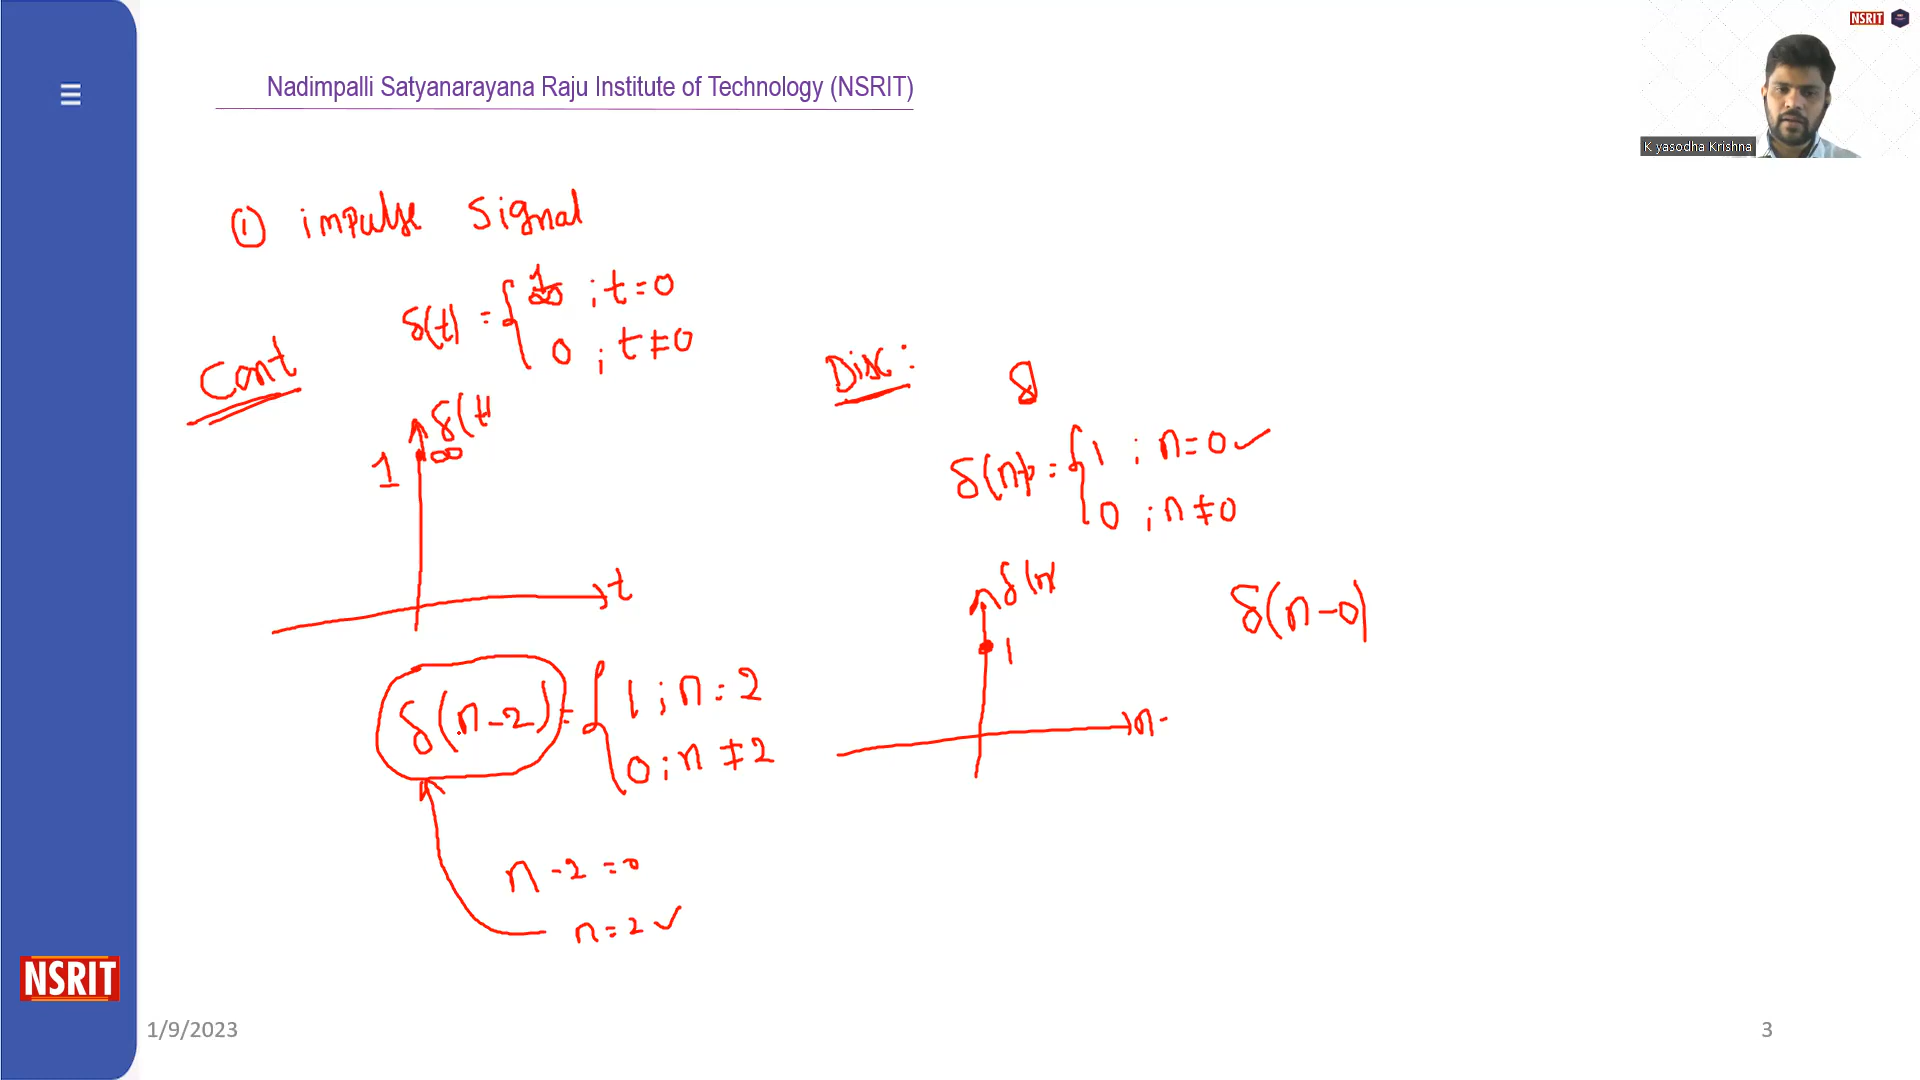 NSRIT
Nadimpalli Satyanarayana Raju Institute of Technology (NSRIT)
K yasodha Krishna
① impulse signal
δ(t) = { ; t=0
0 ; t≠0
Cont
δ(t
1 ∞
t
Disc:
δ
δ(n) = { 1 ; n=0 ✓
0 ; n≠0
δ(n)
1
n
δ(n-0)
δ(n-2) = { 1 ; n=2
0 ; n≠2
n-2=0
n=2 ✓
NSRIT
1/9/2023
3